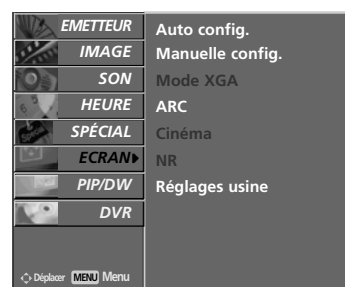 EMETTEUR
IMAGE
SON
HEURE
SPÉCIAL
ECRAN
PIP/DW
DVR
Déplacer MENU Menu
Auto config.
Manuelle config.
Mode XGA
ARC
Cinéma
NR
Réglages usine